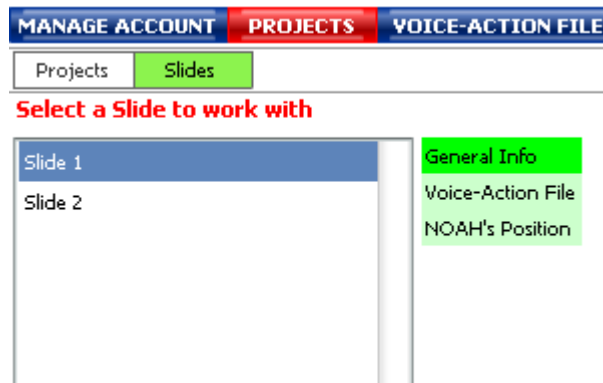 MANAGE ACCOUNT PROJECTS VOICE-ACTION FILE
Projects Slides
Select a Slide to work with
Slide 1
Slide 2
General Info
Voice-Action File
NOAH's Position